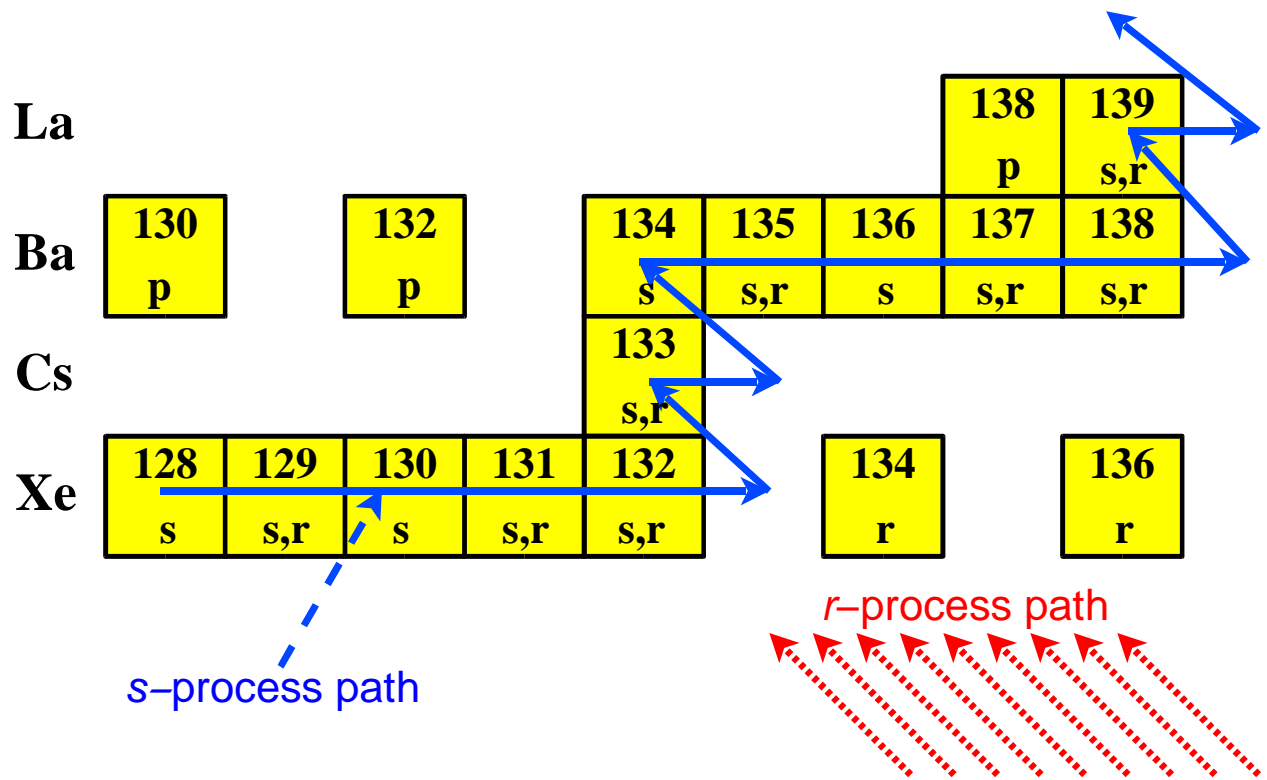 La
138
139
p
s,r
Ba
130
132
134
135
136
137
138
p
p
s
s,r
s
s,r
s,r
Cs
133
s,r
Xe
128
129
130
131
132
134
136
s
s,r
s
s,r
s,r
r
r
r–process path
s–process path